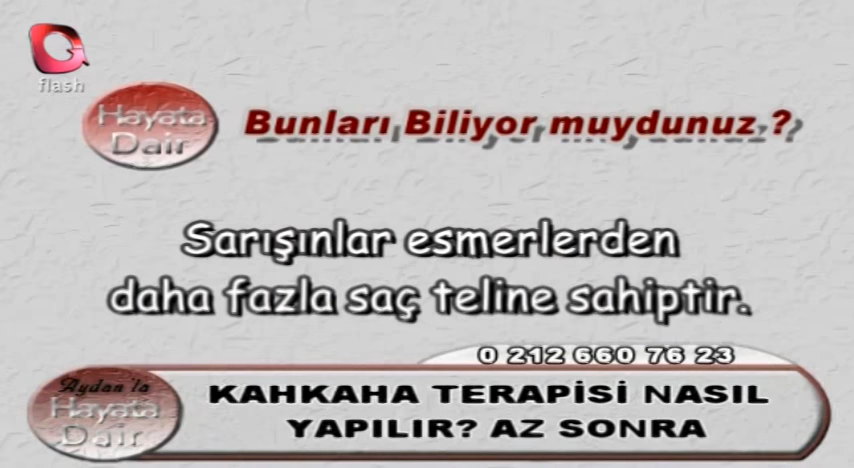 flash
Hayata
Dair
Bunları Biliyor muydunuz ?
Sarışınlar esmerlerden
daha fazla saç teline sahiptir.
0 212 660 76 23
Aydan'la
Hayata
Dair
KAHKAHA TERAPİSİ NASIL
YAPILIR? AZ SONRA